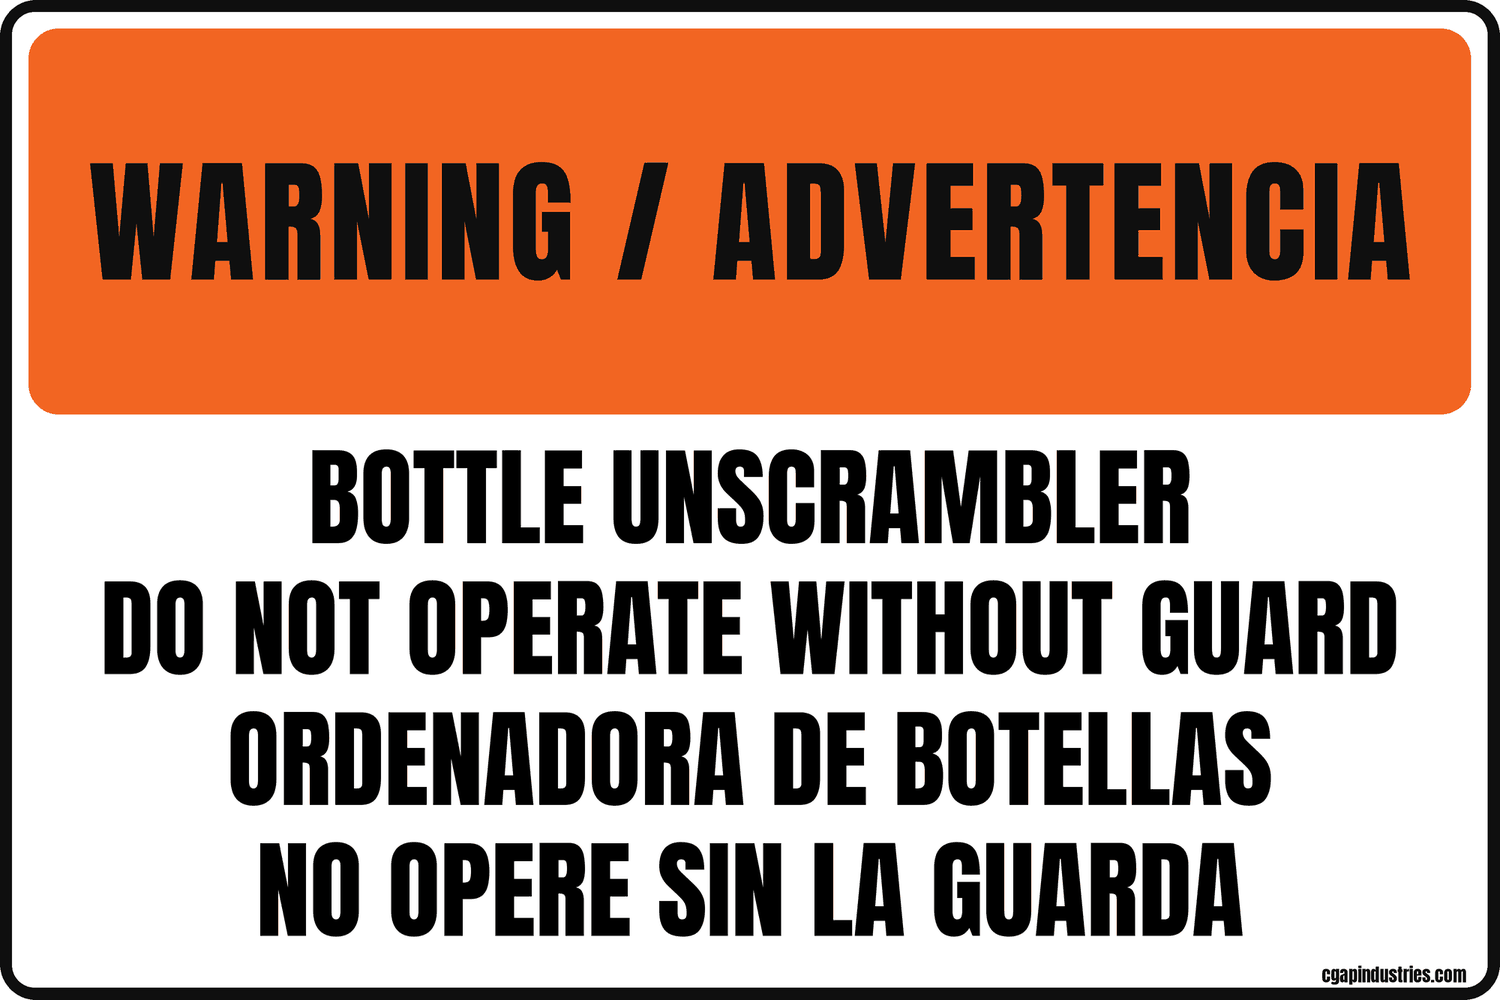 WARNING / ADVERTENCIA
BOTTLE UNSCRAMBLER
DO NOT OPERATE WITHOUT GUARD
ORDENADORA DE BOTELLAS
NO OPERE SIN LA GUARDA
cgapindustries.com